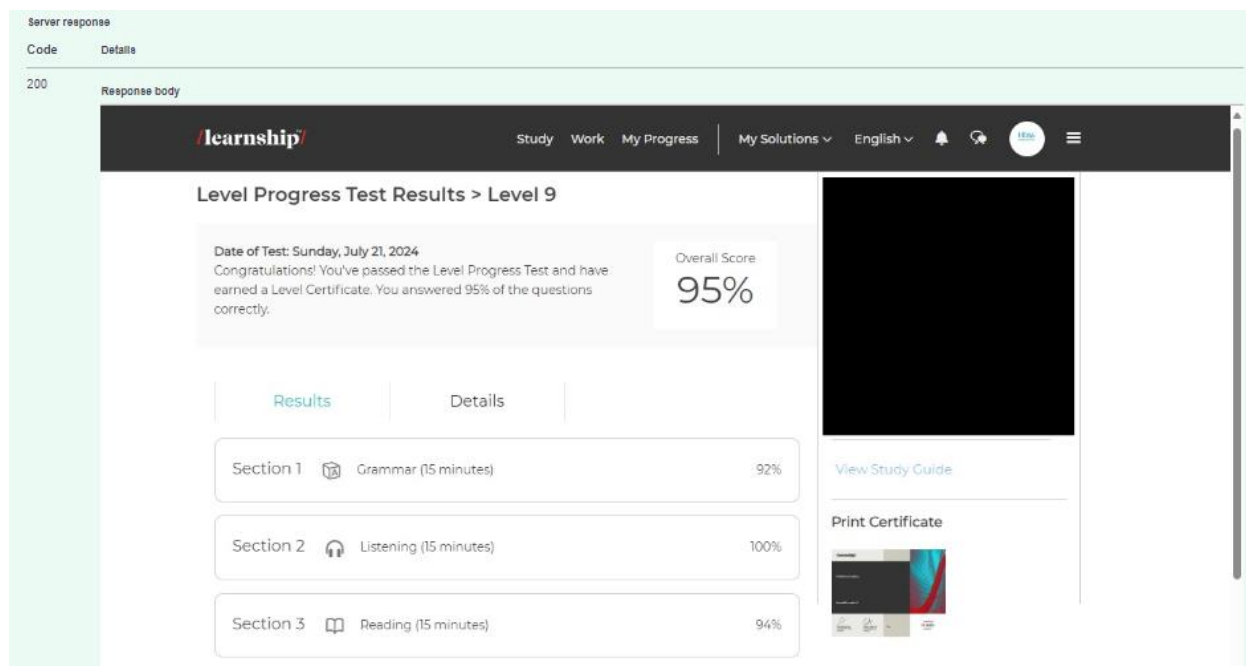 Server response
Code Details
200
Response body
/learnship/
Study Work My Progress My Solutions English
Level Progress Test Results > Level 9
Date of Test: Sunday, July 21, 2024
Congratulations! You've passed the Level Progress Test and have
earned a Level Certificate. You answered 95% of the questions
correctly.
Overall Score
95%
Results Details
Section 1 Grammar (15 minutes) 92%
Section 2 Listening (15 minutes) 100%
Section 3 Reading (15 minutes) 94%
View Study Guide
Print Certificate